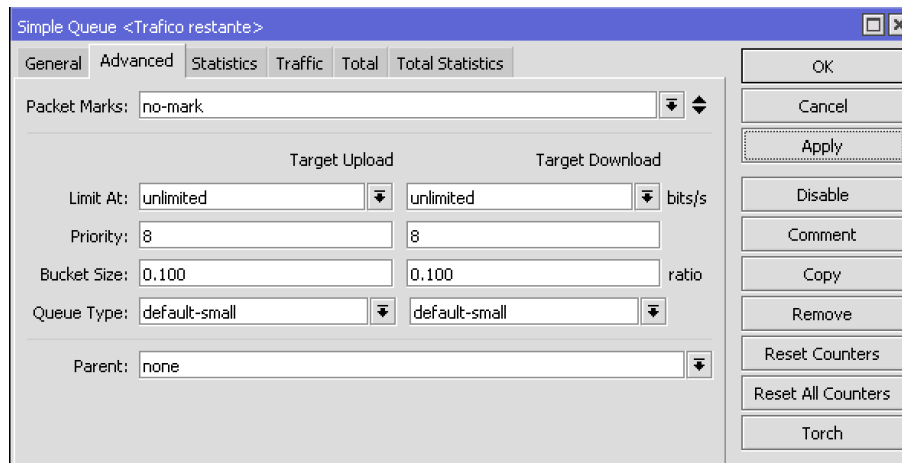 Simple Queue <Trafico restante>
General Advanced Statistics Traffic Total Total Statistics
Packet Marks: no-mark
Target Upload Target Download
Limit At: unlimited unlimited bits/s
Priority: 8 8
Bucket Size: 0.100 0.100 ratio
Queue Type: default-small default-small
Parent: none
OK
Cancel
Apply
Disable
Comment
Copy
Remove
Reset Counters
Reset All Counters
Torch